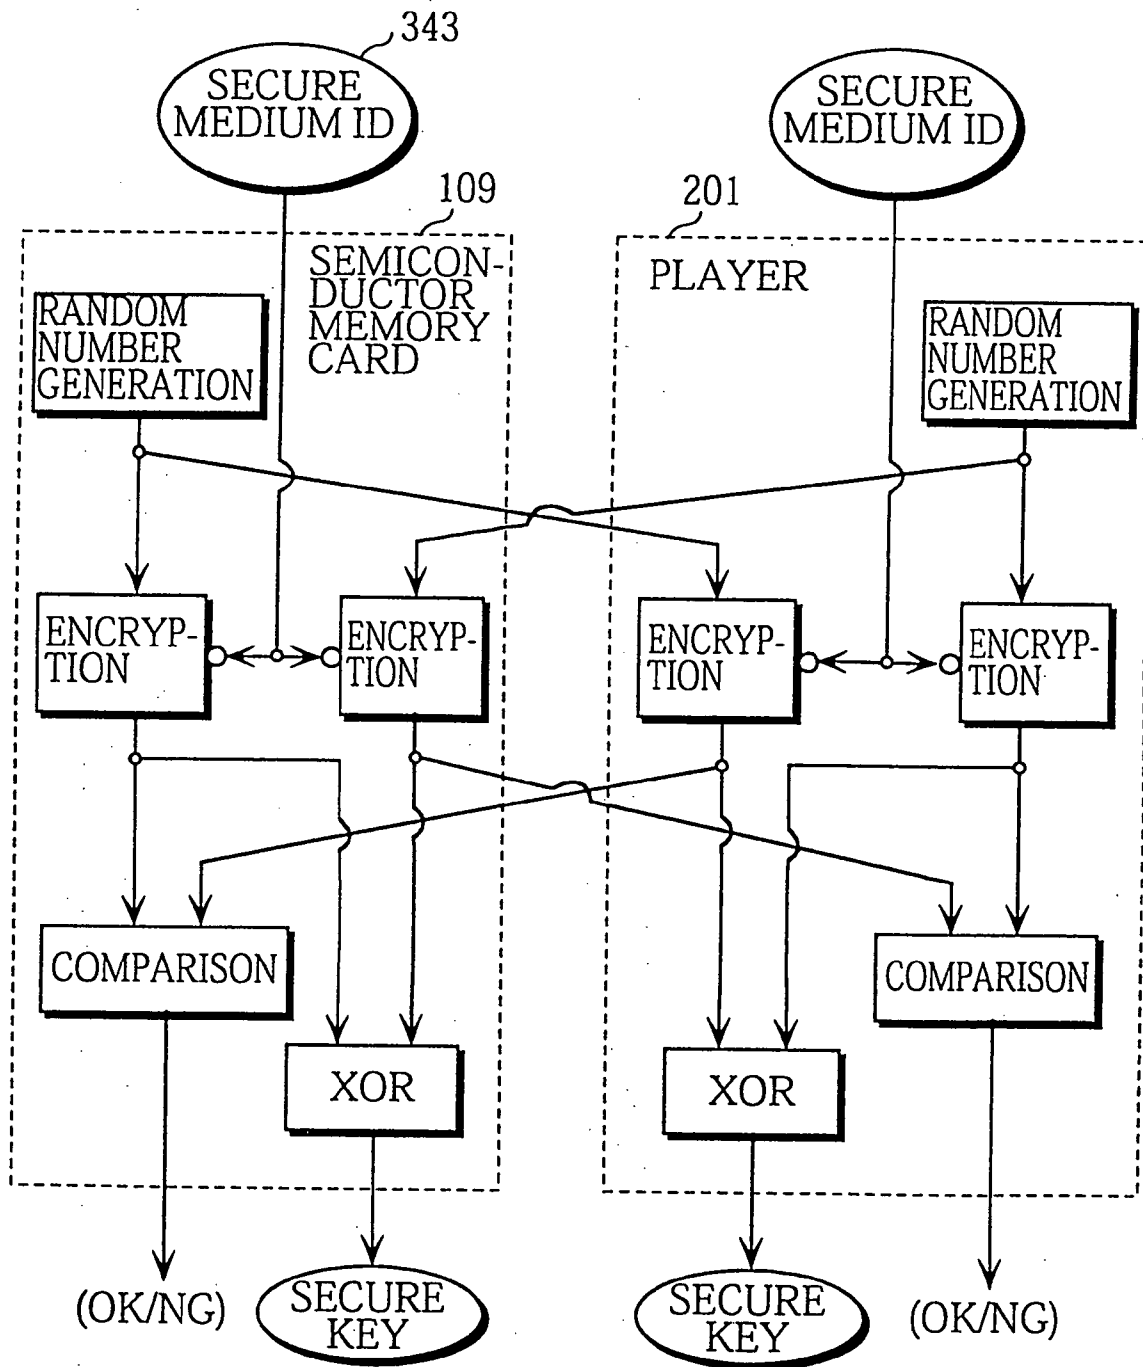 343
SECURE
MEDIUM ID
SECURE
MEDIUM ID
109
201
SEMICON-
DUCTOR
MEMORY
CARD
PLAYER
RANDOM
NUMBER
GENERATION
RANDOM
NUMBER
GENERATION
ENCRYP-
TION
ENCRYP-
TION
ENCRYP-
TION
ENCRYP-
TION
COMPARISON
COMPARISON
XOR
XOR
(OK/NG)
SECURE
KEY
SECURE
KEY
(OK/NG)